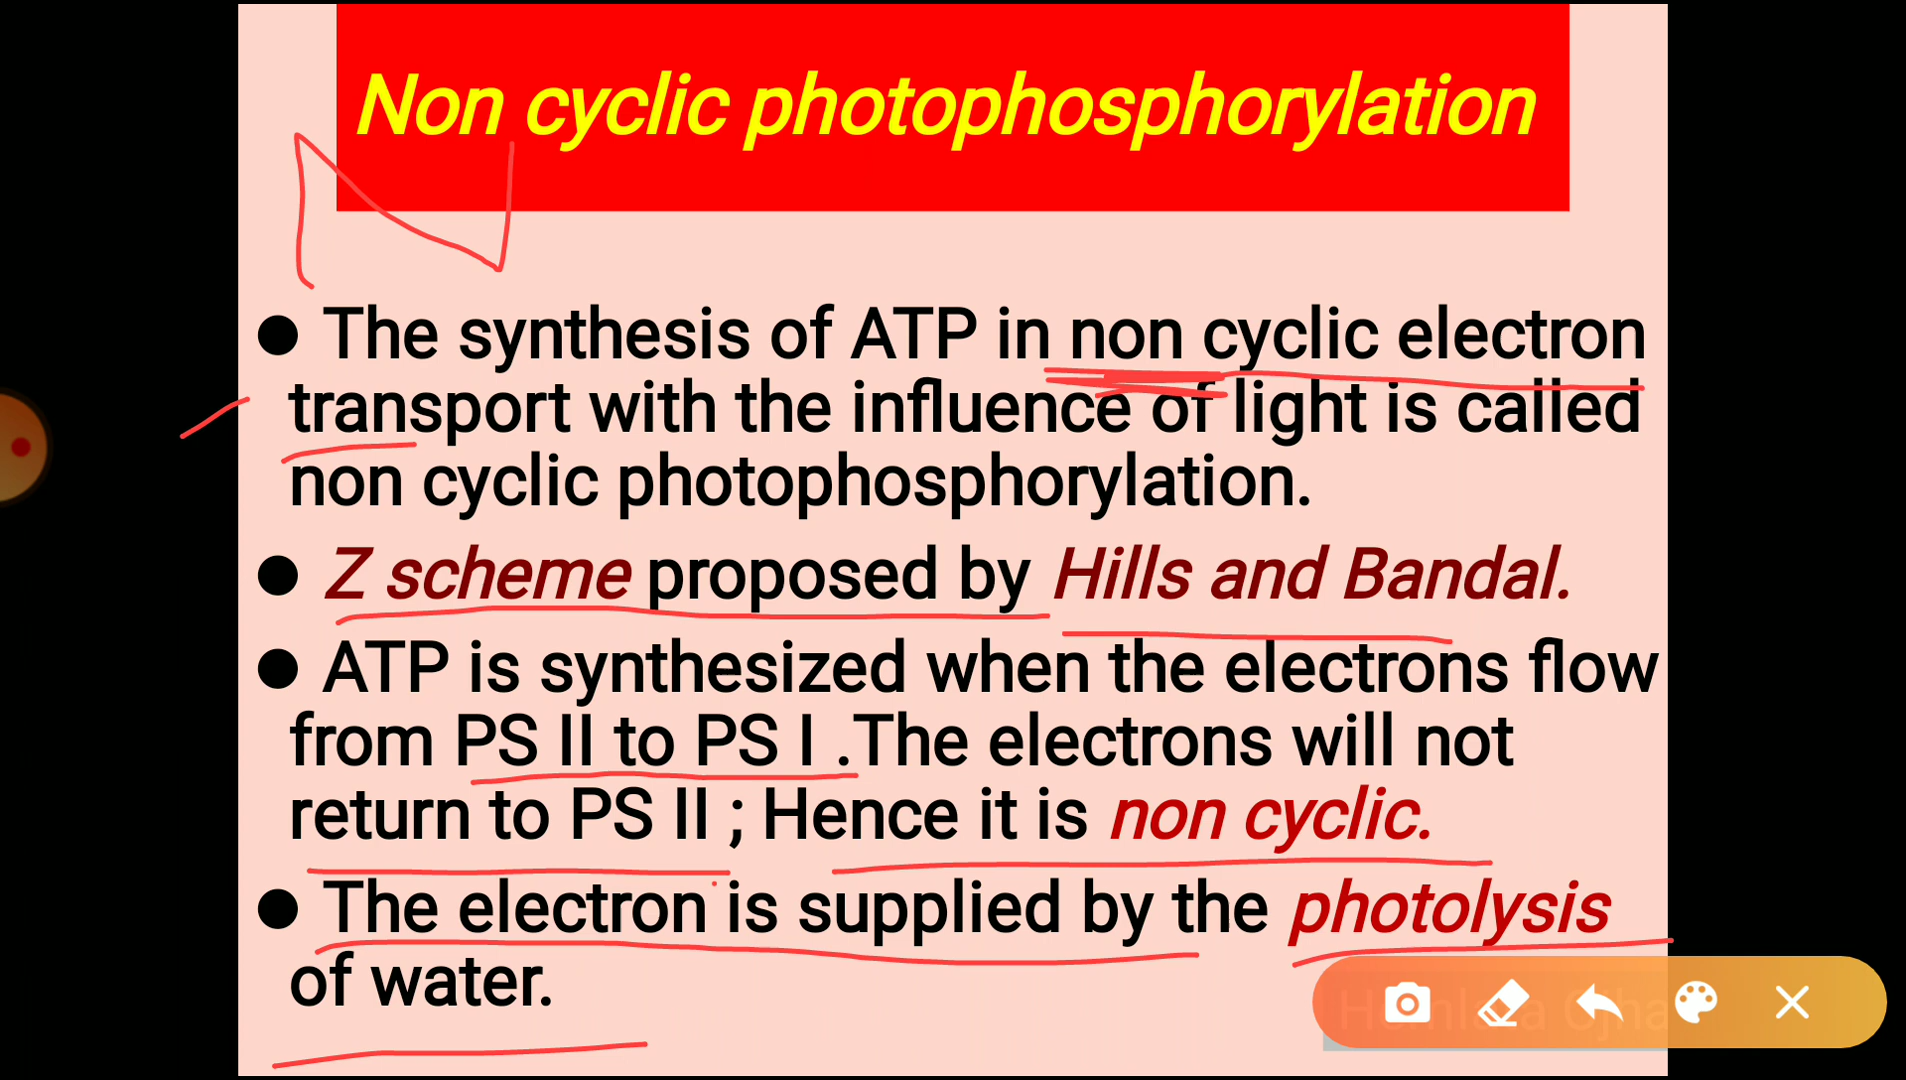 Non cyclic photophosphorylation
● The synthesis of ATP in non cyclic electron
transport with the influence of light is called
non cyclic photophosphorylation.
● Z scheme proposed by Hills and Bandal.
● ATP is synthesized when the electrons flow
from PS II to PS I .The electrons will not
return to PS II ; Hence it is non cyclic.
● The electron is supplied by the photolysis
of water.